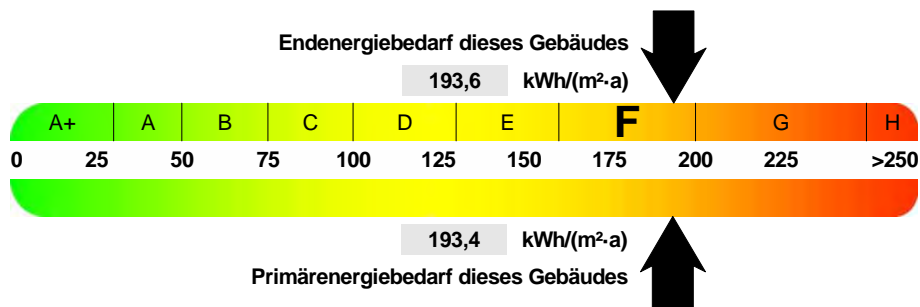 Endenergiebedarf dieses Gebäudes
193,6 kWh/(m²·a)
A+ A B C D E F G H
0 25 50 75 100 125 150 175 200 225 >250
193,4 kWh/(m²·a)
Primärenergiebedarf dieses Gebäudes